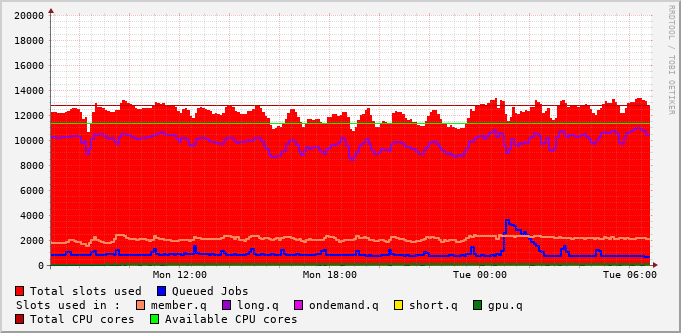 20000
18000
16000
14000
12000
10000
8000
6000
4000
2000
0
Mon 12:00 Mon 18:00 Tue 00:00 Tue 06:00
RRDTOOL / TOBI OETIKER
Total slots used Queued Jobs
Slots used in : member.q long.q ondemand.q short.q gpu.q
Total CPU cores Available CPU cores